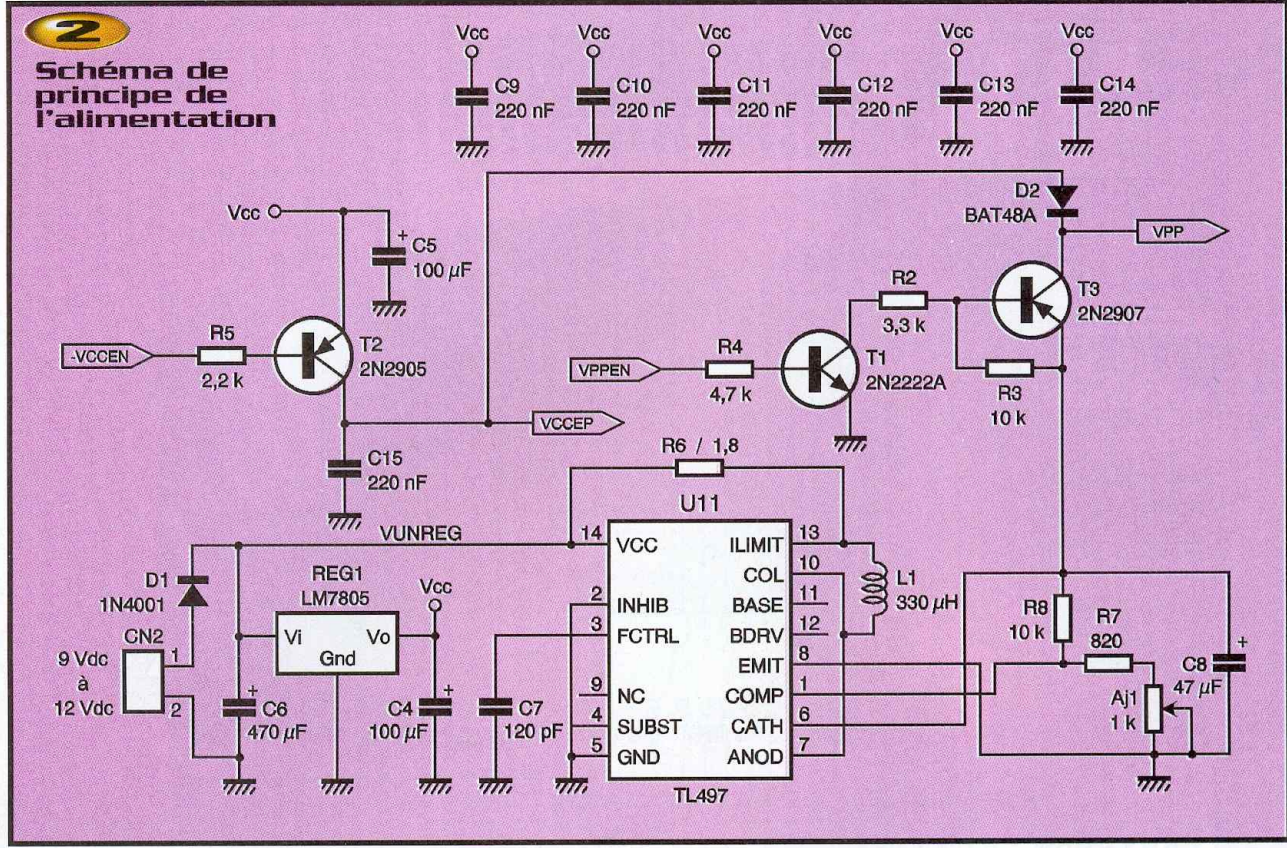 2
Schéma de
principe de
l'alimentation
Vcc
C9
220 nF
Vcc
C10
220 nF
Vcc
C11
220 nF
Vcc
C12
220 nF
Vcc
C13
220 nF
Vcc
C14
220 nF
Vcc
+
C5
100 µF
D2
BAT48A
VPP
-VCCEN
R5
2,2 k
T2
2N2905
VPPEN
R4
4,7 k
T1
2N2222A
R2
3,3 k
T3
2N2907
R3
10 k
VCCEP
C15
220 nF
R6 / 1,8
U11
VUNREG
D1
1N4001
CN2
9 Vdc
à
12 Vdc
1
2
REG1
LM7805
Vi
Vo
Gnd
Vcc
+
C6
470 µF
+
C4
100 µF
C7
120 pF
14
VCC
2
INHIB
3
FCTRL
9
NC
4
SUBST
5
GND
ILIMIT
13
COL
10
BASE
11
BDRV
12
EMIT
8
COMP
1
CATH
6
ANOD
7
TL497
L1
330 µH
R8
10 k
R7
820
Aj1
1 k
+
C8
47 µF